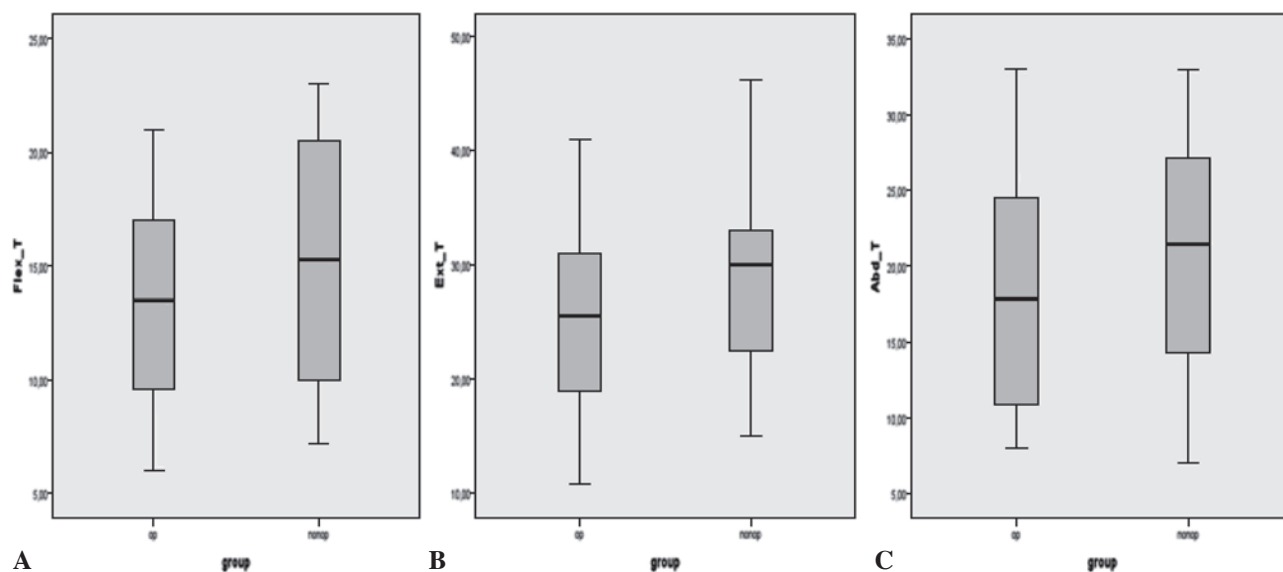 25,00
20,00
15,00
10,00
5,00
Flex_T
op
nonop
group
A
50,00
40,00
30,00
20,00
10,00
Ext_T
op
nonop
group
B
35,00
30,00
25,00
20,00
15,00
10,00
5,00
Abd_T
op
nonop
group
C